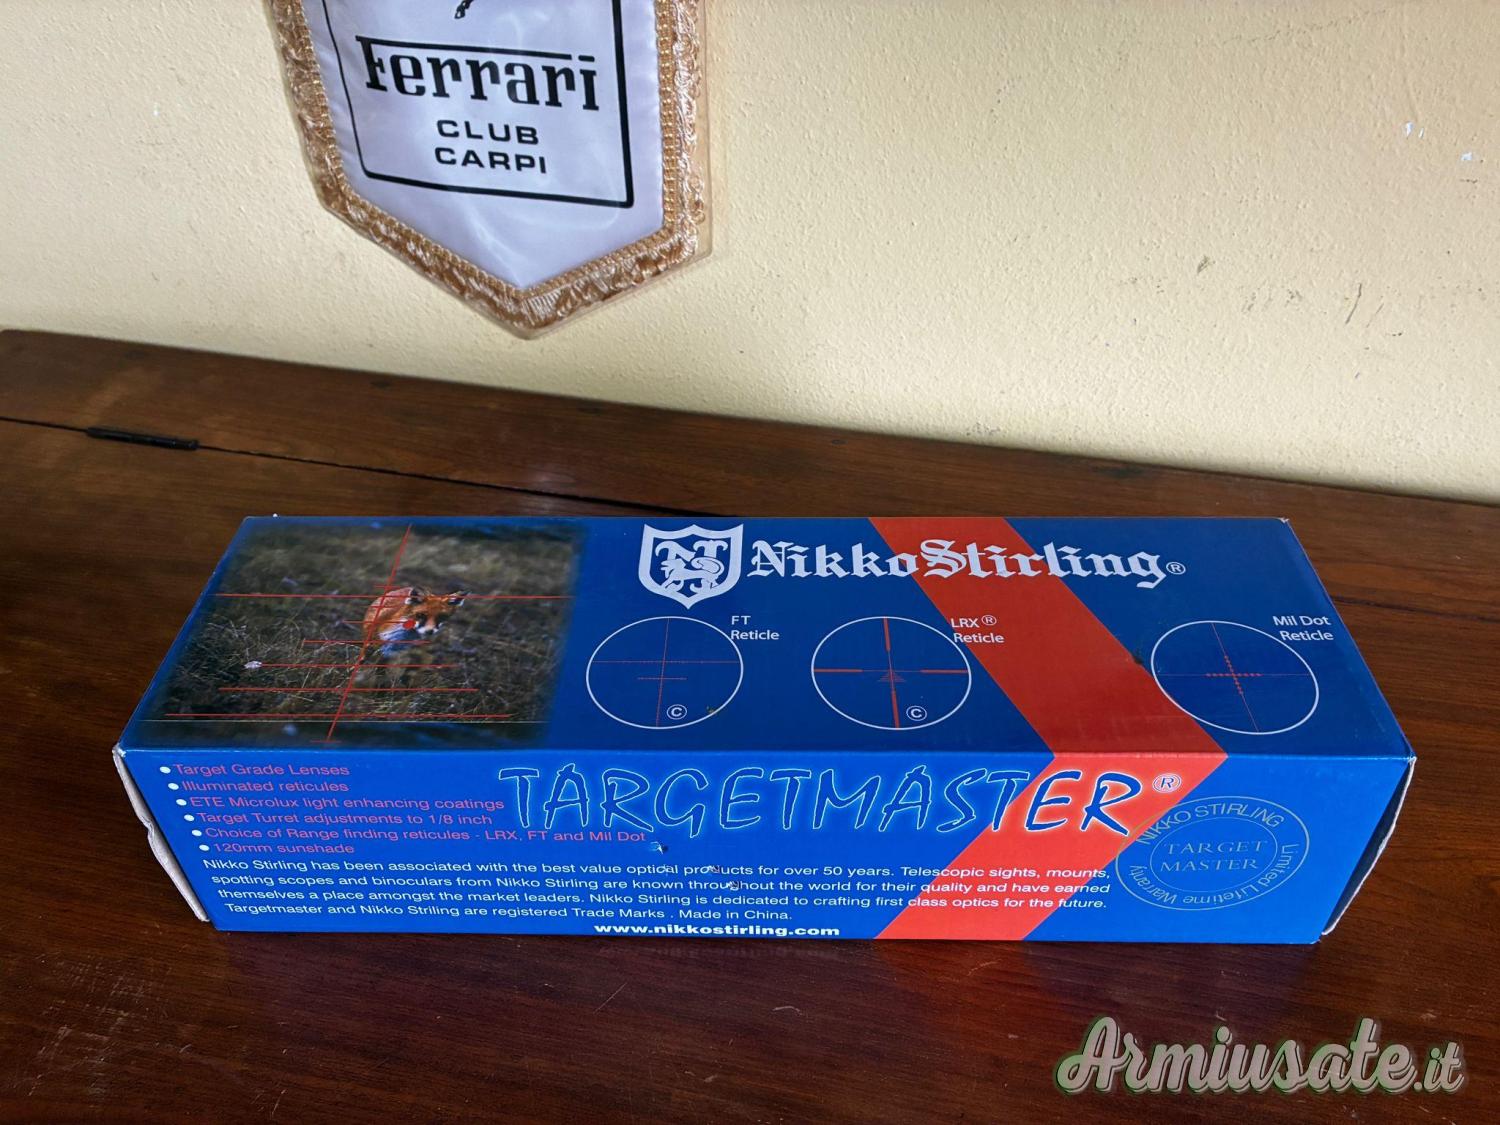 Ferrari
CLUB
CARPI
NS
Nikko Stirling®
FT
Reticle
©
LRX®
Reticle
©
Mil Dot
Reticle
TARGETMASTER®
Target Grade Lenses
Illuminated reticules
ETE Microlux light enhancing coatings
Target Turret adjustments to 1/8 inch
Choice of Range finding reticules - LRX, FT and Mil Dot
120mm sunshade
Nikko Stirling has been associated with the best value optical products for over 50 years. Telescopic sights, mounts,
spotting scopes and binoculars from Nikko Stirling are known throughout the world for their quality and have earned
themselves a place amongst the market leaders. Nikko Stirling is dedicated to crafting first class optics for the future.
Targetmaster and Nikko Striling are registered Trade Marks . Made in China.
www.nikkostirling.com
NIKKO STIRLING
TARGET
MASTER
Limited Lifetime Warranty
Armiusate.it